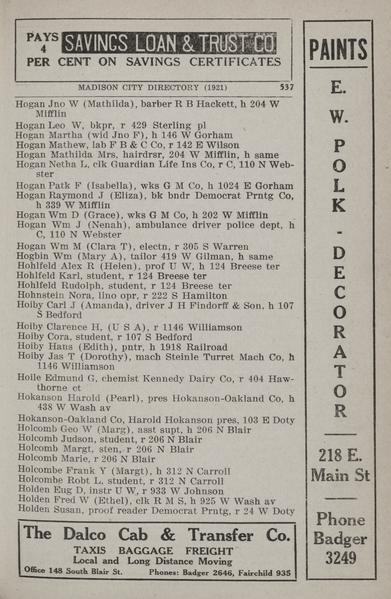 PAYS 4 SAVINGS LOAN & TRUST CO
PER CENT ON SAVINGS CERTIFICATES
MADISON CITY DIRECTORY (1921) 537
Hogan Jno W (Mathilda), barber R B Hackett, h 204 W
Mifflin
Hogan Leo W, bkpr, r 429 Sterling pl
Hogan Martha (wid Jno F), h 146 W Gorham
Hogan Mathew, lab F B & C Co, r 142 E Wilson
Hogan Mathilda Mrs, hairdrsr, 204 W Mifflin, h same
Hogan Netha L, clk Guardian Life Ins Co, r C, 110 N Web-
ster
Hogan Patk F (Isabella), wks G M Co, h 1024 E Gorham
Hogan Raymond J (Eliza), bk bndr Democrat Prntg Co,
h 339 W Mifflin
Hogan Wm D (Grace), wks G M Co, h 202 W Mifflin
Hogan Wm J (Nenah), ambulance driver police dept, h
C, 110 N Webster
Hogan Wm M (Clara T), electn, r 305 S Warren
Hogbin Wm (Mary A), tailor 419 W Gilman, h same
Hohlfeld Alex R (Helen), prof U W, h 124 Breese ter
Hohlfeld Karl, student, r 124 Breese ter
Hohlfeld Rudolph, student, r 124 Breese ter
Hohnstein Nora, lino opr, r 222 S Hamilton
Hoiby Carl J (Amanda), driver J H Findorff & Son, h 107
S Bedford
Hoiby Clarence H, (U S A), r 1146 Williamson
Hoiby Cora, student, r 107 S Bedford
Hoiby Hans (Edith), pntr, h 1918 Railroad
Hoiby Jas T (Dorothy), mach Steinle Turret Mach Co, h
1146 Williamson
Hoile Edmund G, chemist Kennedy Dairy Co, r 404 Haw-
thorne ct
Hokanson Harold (Pearl), pres Hokanson-Oakland Co, h
438 W Wash av
Hokanson-Oakland Co, Harold Hokanson pres, 103 E Doty
Holcomb Geo W (Marg), asst supt, h 206 N Blair
Holcomb Judson, student, r 206 N Blair
Holcomb Margt, sten, r 206 N Blair
Holcomb Marie, r 206 N Blair
Holcombe Frank Y (Margt), h 312 N Carroll
Holcombe Robt L, student, r 312 N Carroll
Holden Eug D, instr U W, r 933 W Johnson
Holden Fred W (Ethel), clk R M S, h 925 W Wash av
Holden Susan, proof reader Democrat Prntg, r 24 W Doty
The Dalco Cab & Transfer Co.
TAXIS BAGGAGE FREIGHT
Local and Long Distance Moving
Office 148 South Blair St. Phones: Badger 2646, Fairchild 935
PAINTS
E. W. POLK - DECORATOR
218 E.
Main St
Phone
Badger
3249